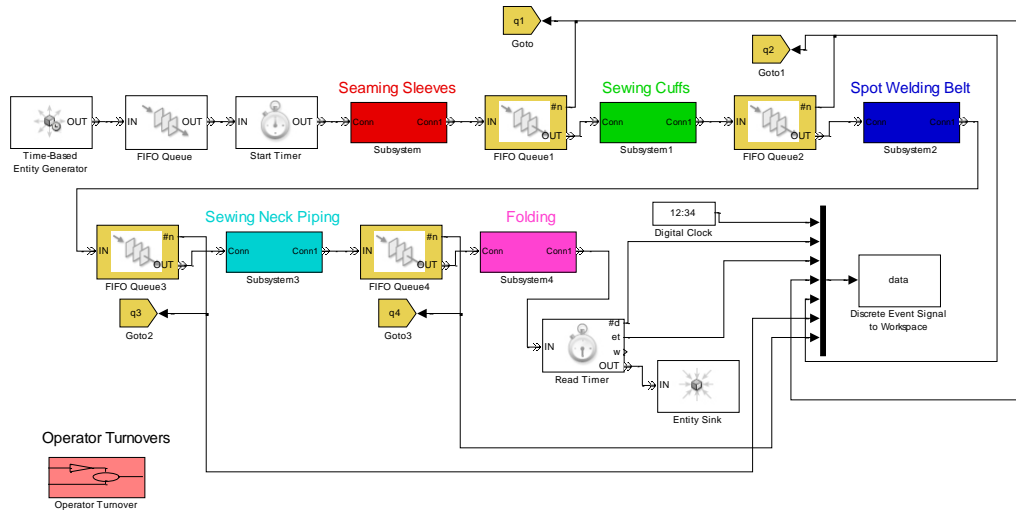 q1
Goto
q2
Goto1
Seaming Sleeves
Sewing Cuffs
Spot Welding Belt
OUT
Time-Based
Entity Generator
IN
OUT
FIFO Queue
IN
OUT
Start Timer
Conn
Conn1
Subsystem
IN
#n
OUT
FIFO Queue1
Conn
Conn1
Subsystem1
IN
#n
OUT
FIFO Queue2
Conn
Conn1
Subsystem2
Sewing Neck Piping
Folding
IN
#n
OUT
FIFO Queue3
Conn
Conn1
Subsystem3
IN
#n
OUT
FIFO Queue4
Conn
Conn1
Subsystem4
12:34
Digital Clock
data
Discrete Event Signal
to Workspace
q3
Goto2
q4
Goto3
IN
#d
et
w
OUT
Read Timer
IN
Entity Sink
Operator Turnovers
Operator Turnover